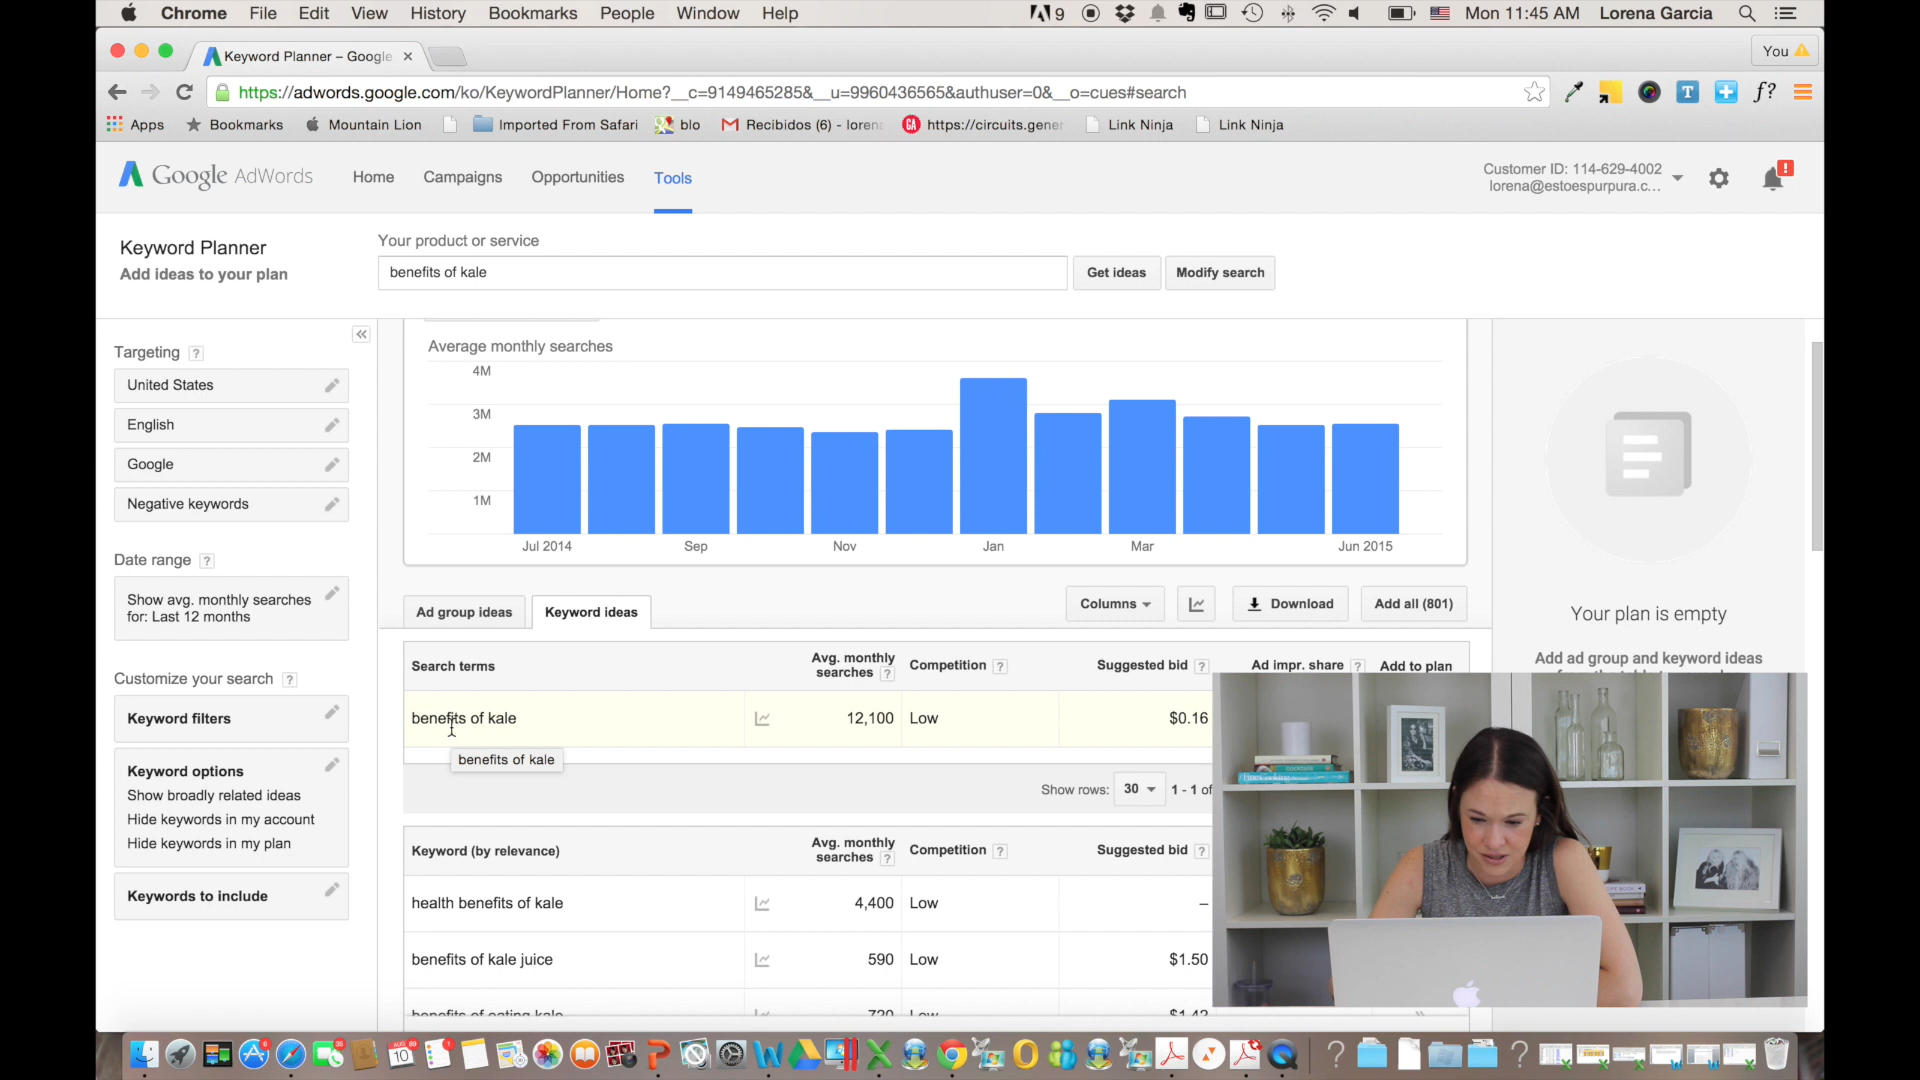 Chrome File Edit View History Bookmarks People Window Help
9 Mon 11:45 AM Lorena Garcia
Keyword Planner – Google
You
https://adwords.google.com/ko/KeywordPlanner/Home?__c=9149465285&__u=9960436565&authuser=0&__o=cues#search
T f?
Apps Bookmarks Mountain Lion Imported From Safari blo Recibidos (6) - loren GA https://circuits.gener Link Ninja Link Ninja
Google AdWords Home Campaigns Opportunities Tools
Customer ID: 114-629-4002
lorena@estoespurpura.c...
!
Keyword Planner
Add ideas to your plan
Your product or service
benefits of kale
Get ideas Modify search
Targeting ?
United States
English
Google
Negative keywords
Date range ?
Show avg. monthly searches
for: Last 12 months
Customize your search ?
Keyword filters
Keyword options
Show broadly related ideas
Hide keywords in my account
Hide keywords in my plan
Keywords to include
Average monthly searches
4M
3M
2M
1M
Jul 2014 Sep Nov Jan Mar Jun 2015
Ad group ideas Keyword ideas
Columns Download Add all (801)
Search terms Avg. monthly searches ? Competition ? Suggested bid ? Ad impr. share ? Add to plan
benefits of kale 12,100 Low $0.16
benefits of kale
Show rows: 30 1 - 1 of
Keyword (by relevance) Avg. monthly searches ? Competition ? Suggested bid ?
health benefits of kale 4,400 Low –
benefits of kale juice 590 Low $1.50
benefits of eating kale 720 Low $1.42
Your plan is empty
Add ad group and keyword ideas